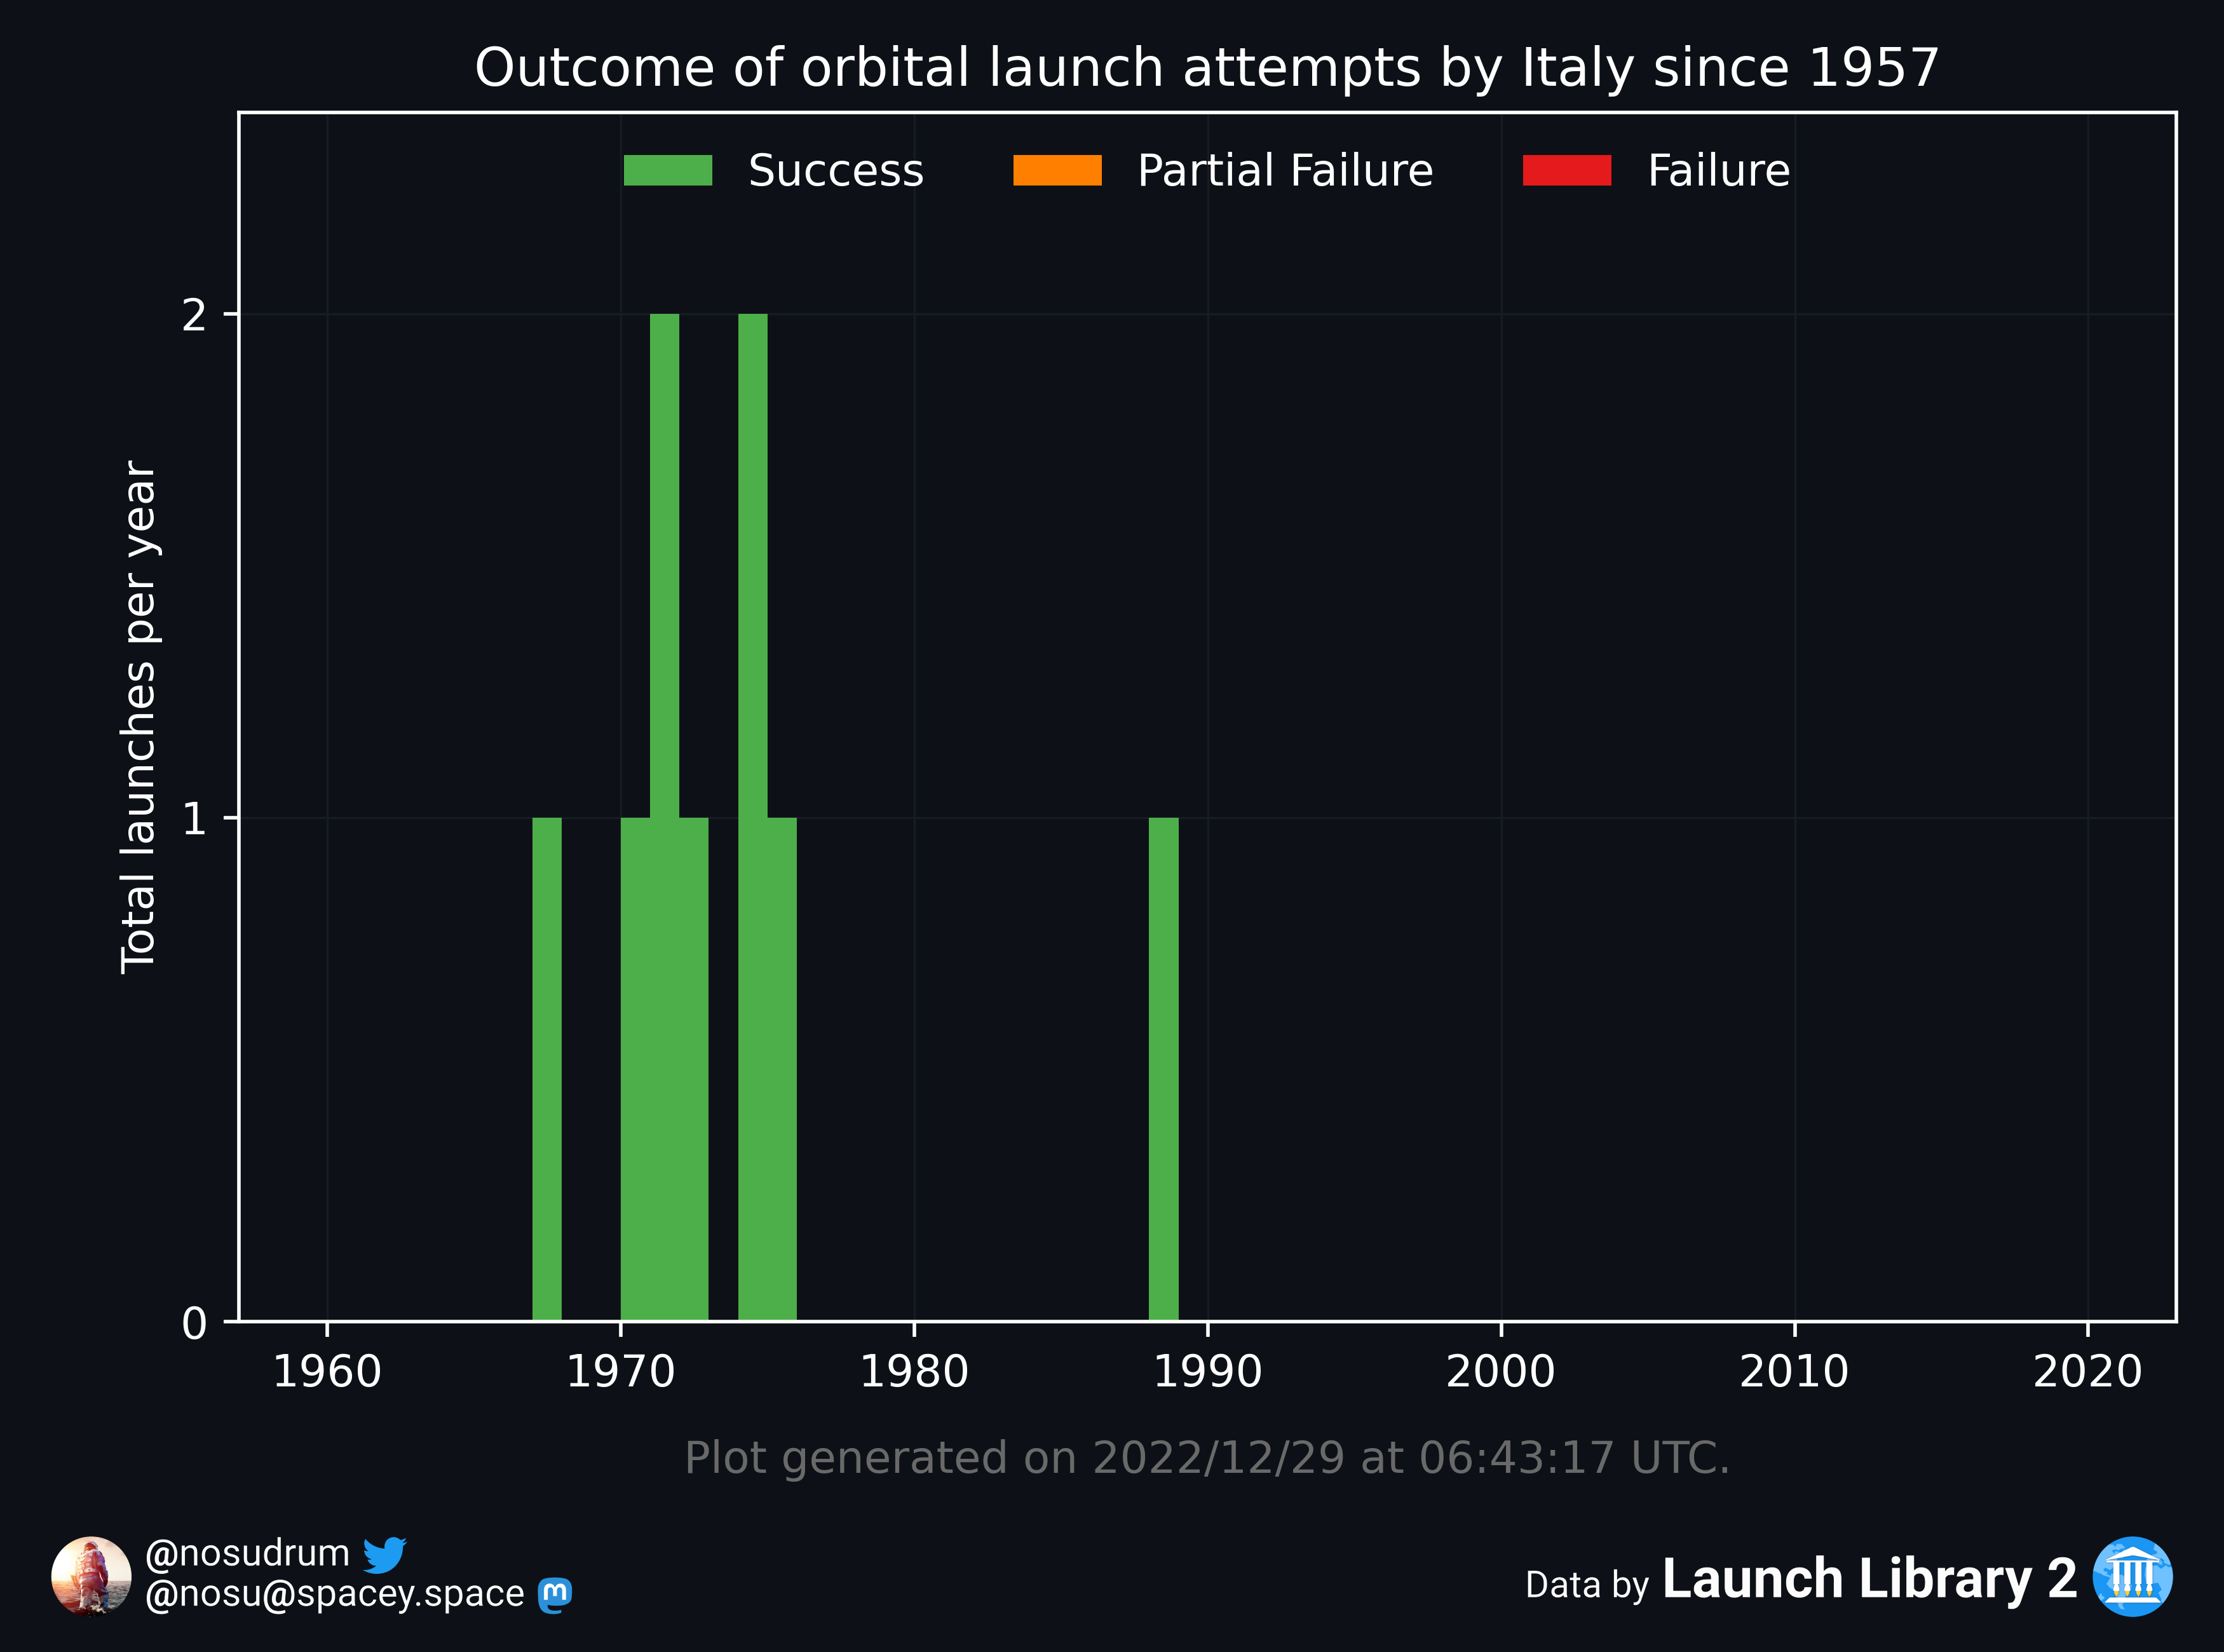 Outcome of orbital launch attempts by Italy since 1957
Success Partial Failure Failure
Total launches per year
2
1
0
1960 1970 1980 1990 2000 2010 2020
Plot generated on 2022/12/29 at 06:43:17 UTC.
@nosudrum
@nosu@spacey.space
Data by Launch Library 2